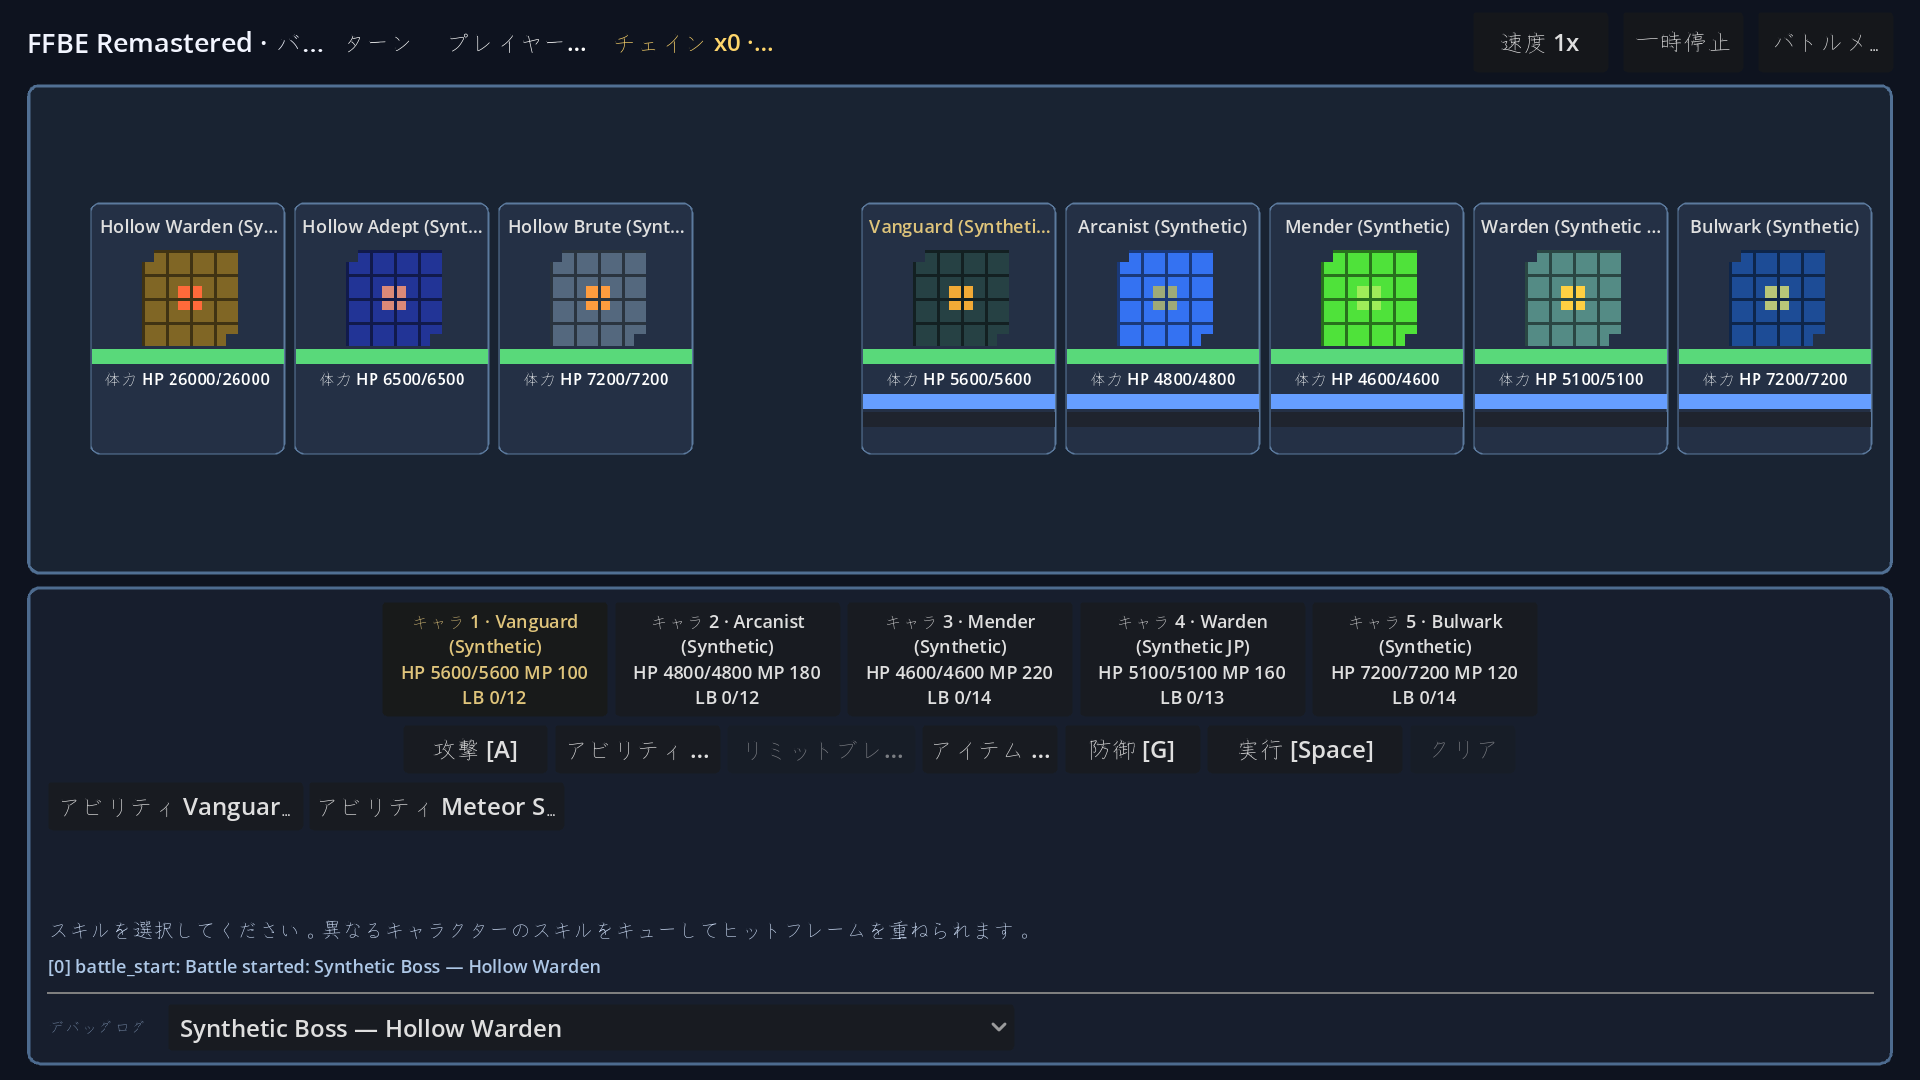 FFBE Remastered · バ... ターン プレイヤー... チェイン x0 ·... 速度 1x 一時停止 バトルメ...
Hollow Warden (Sy... Hollow Adept (Synt... Hollow Brute (Synt... Vanguard (Syntheti... Arcanist (Synthetic) Mender (Synthetic) Warden (Synthetic ... Bulwark (Synthetic)
体力 HP 26000/26000 体力 HP 6500/6500 体力 HP 7200/7200 体力 HP 5600/5600 体力 HP 4800/4800 体力 HP 4600/4600 体力 HP 5100/5100 体力 HP 7200/7200
キャラ 1 · Vanguard
(Synthetic)
HP 5600/5600 MP 100
LB 0/12
キャラ 2 · Arcanist
(Synthetic)
HP 4800/4800 MP 180
LB 0/12
キャラ 3 · Mender
(Synthetic)
HP 4600/4600 MP 220
LB 0/14
キャラ 4 · Warden
(Synthetic JP)
HP 5100/5100 MP 160
LB 0/13
キャラ 5 · Bulwark
(Synthetic)
HP 7200/7200 MP 120
LB 0/14
攻撃 [A] アビリティ ... リミットブレ... アイテム ... 防御 [G] 実行 [Space] クリア
アビリティ Vanguar... アビリティ Meteor S...
スキルを選択してください。異なるキャラクターのスキルをキューしてヒットフレームを重ねられます。
[0] battle_start: Battle started: Synthetic Boss — Hollow Warden
デバッグログ Synthetic Boss — Hollow Warden